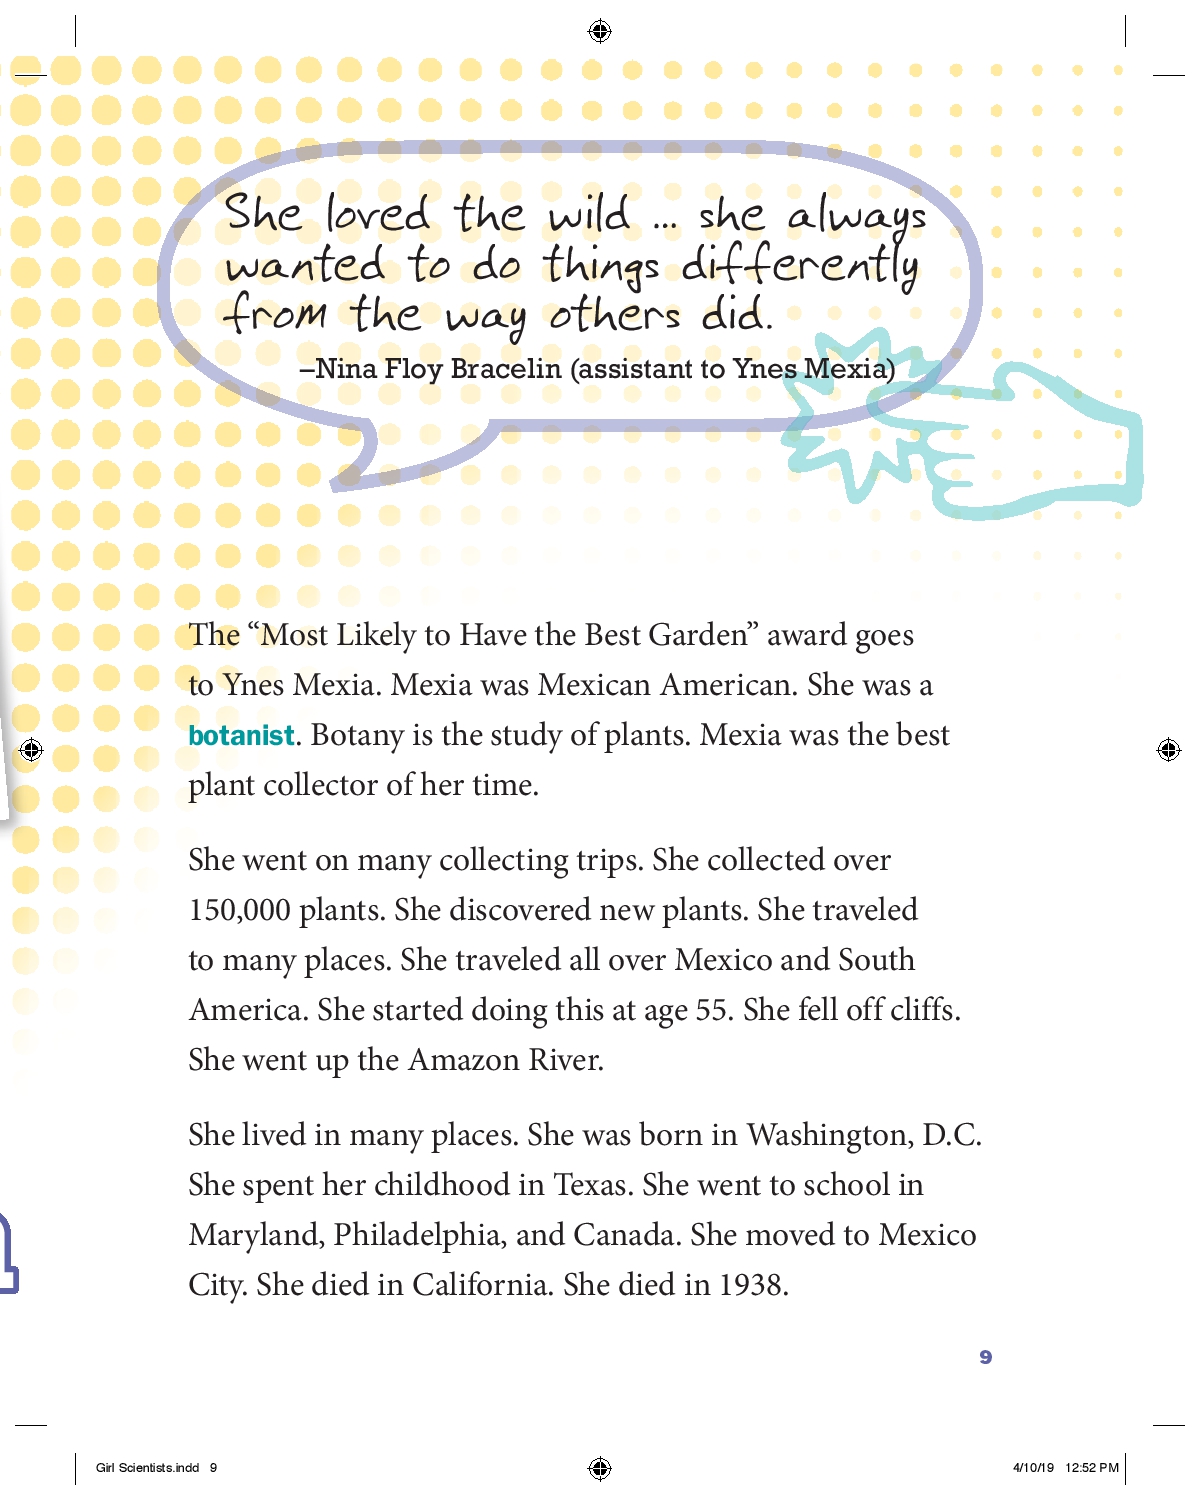 She loved the wild ... she always
wanted to do things differently
from the way others did.
–Nina Floy Bracelin (assistant to Ynes Mexia)
The “Most Likely to Have the Best Garden” award goes
to Ynes Mexia. Mexia was Mexican American. She was a
botanist. Botany is the study of plants. Mexia was the best
plant collector of her time.
She went on many collecting trips. She collected over
150,000 plants. She discovered new plants. She traveled
to many places. She traveled all over Mexico and South
America. She started doing this at age 55. She fell off cliffs.
She went up the Amazon River.
She lived in many places. She was born in Washington, D.C.
She spent her childhood in Texas. She went to school in
Maryland, Philadelphia, and Canada. She moved to Mexico
City. She died in California. She died in 1938.
9
Girl Scientists.indd 9
4/10/19 12:52 PM